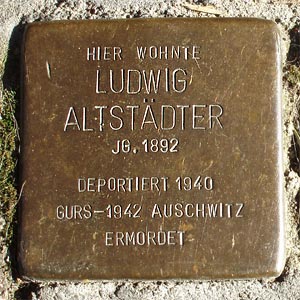 HIER WOHNTE
LUDWIG
ALTSTÄDTER
JG. 1892
DEPORTIERT 1940
GURS-1942 AUSCHWITZ
ERMORDET